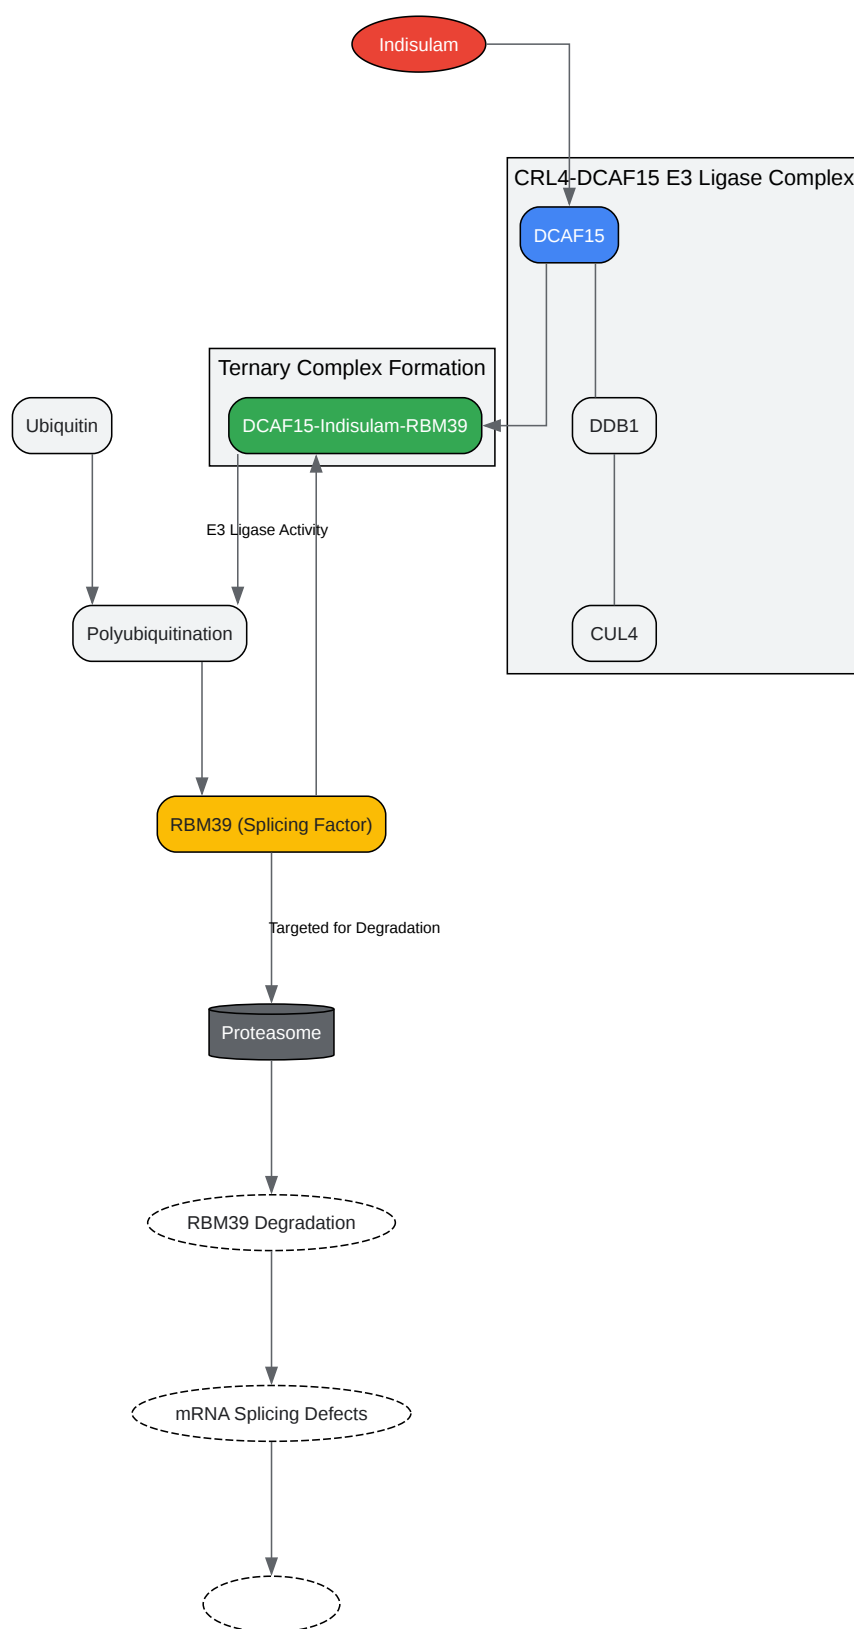 Indisulam
CRL4-DCAF15 E3 Ligase Complex
DCAF15
Ternary Complex Formation
Ubiquitin
DCAF15-Indisulam-RBM39
DDB1
E3 Ligase Activity
Polyubiquitination
CUL4
RBM39 (Splicing Factor)
Targeted for Degradation
Proteasome
RBM39 Degradation
mRNA Splicing Defects